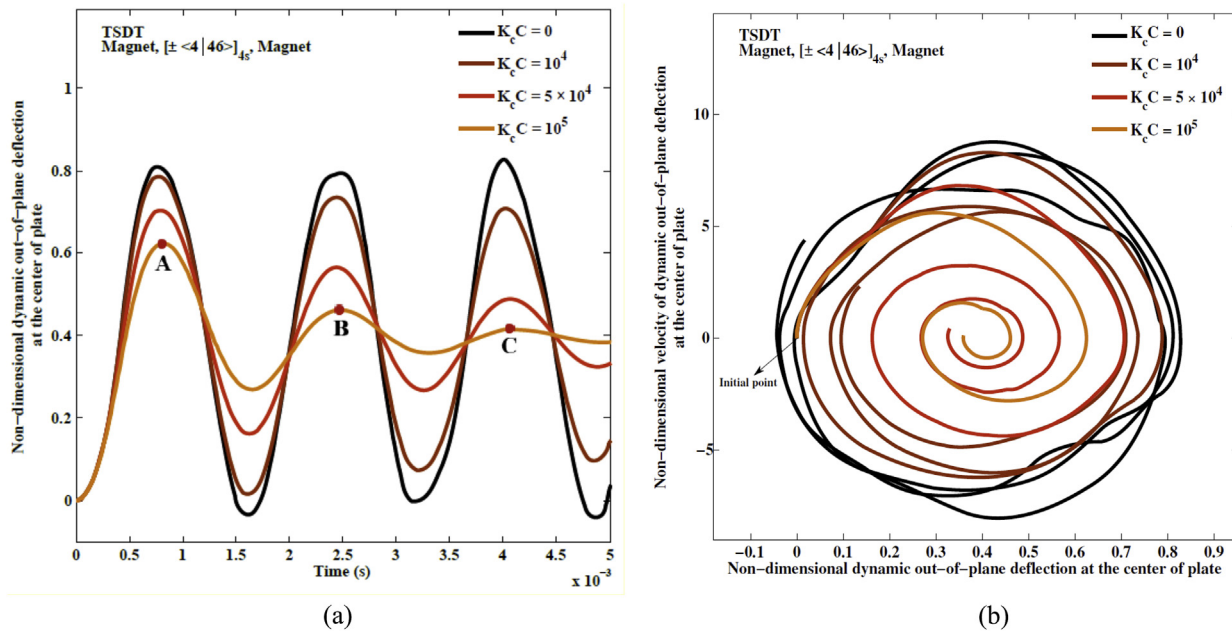 TSDT
Magnet, [± <4 | 46>]4s, Magnet
KcC = 0
KcC = 10^4
KcC = 5 × 10^4
KcC = 10^5
Non−dimensional dynamic out−of−plane deflection
at the center of plate
1
0.8
0.6
0.4
0.2
0
A
B
C
0
0.5
1
1.5
2
2.5
3
3.5
4
4.5
5
Time (s)
x 10^−3
(a)
TSDT
Magnet, [± <4 | 46>]4s, Magnet
KcC = 0
KcC = 10^4
KcC = 5 × 10^4
KcC = 10^5
Non−dimensional velocity of dynamic out−of−plane deflection
at the center of plate
10
5
0
−5
Initial point
−0.1
0
0.1
0.2
0.3
0.4
0.5
0.6
0.7
0.8
0.9
Non−dimensional dynamic out−of−plane deflection at the center of plate
(b)